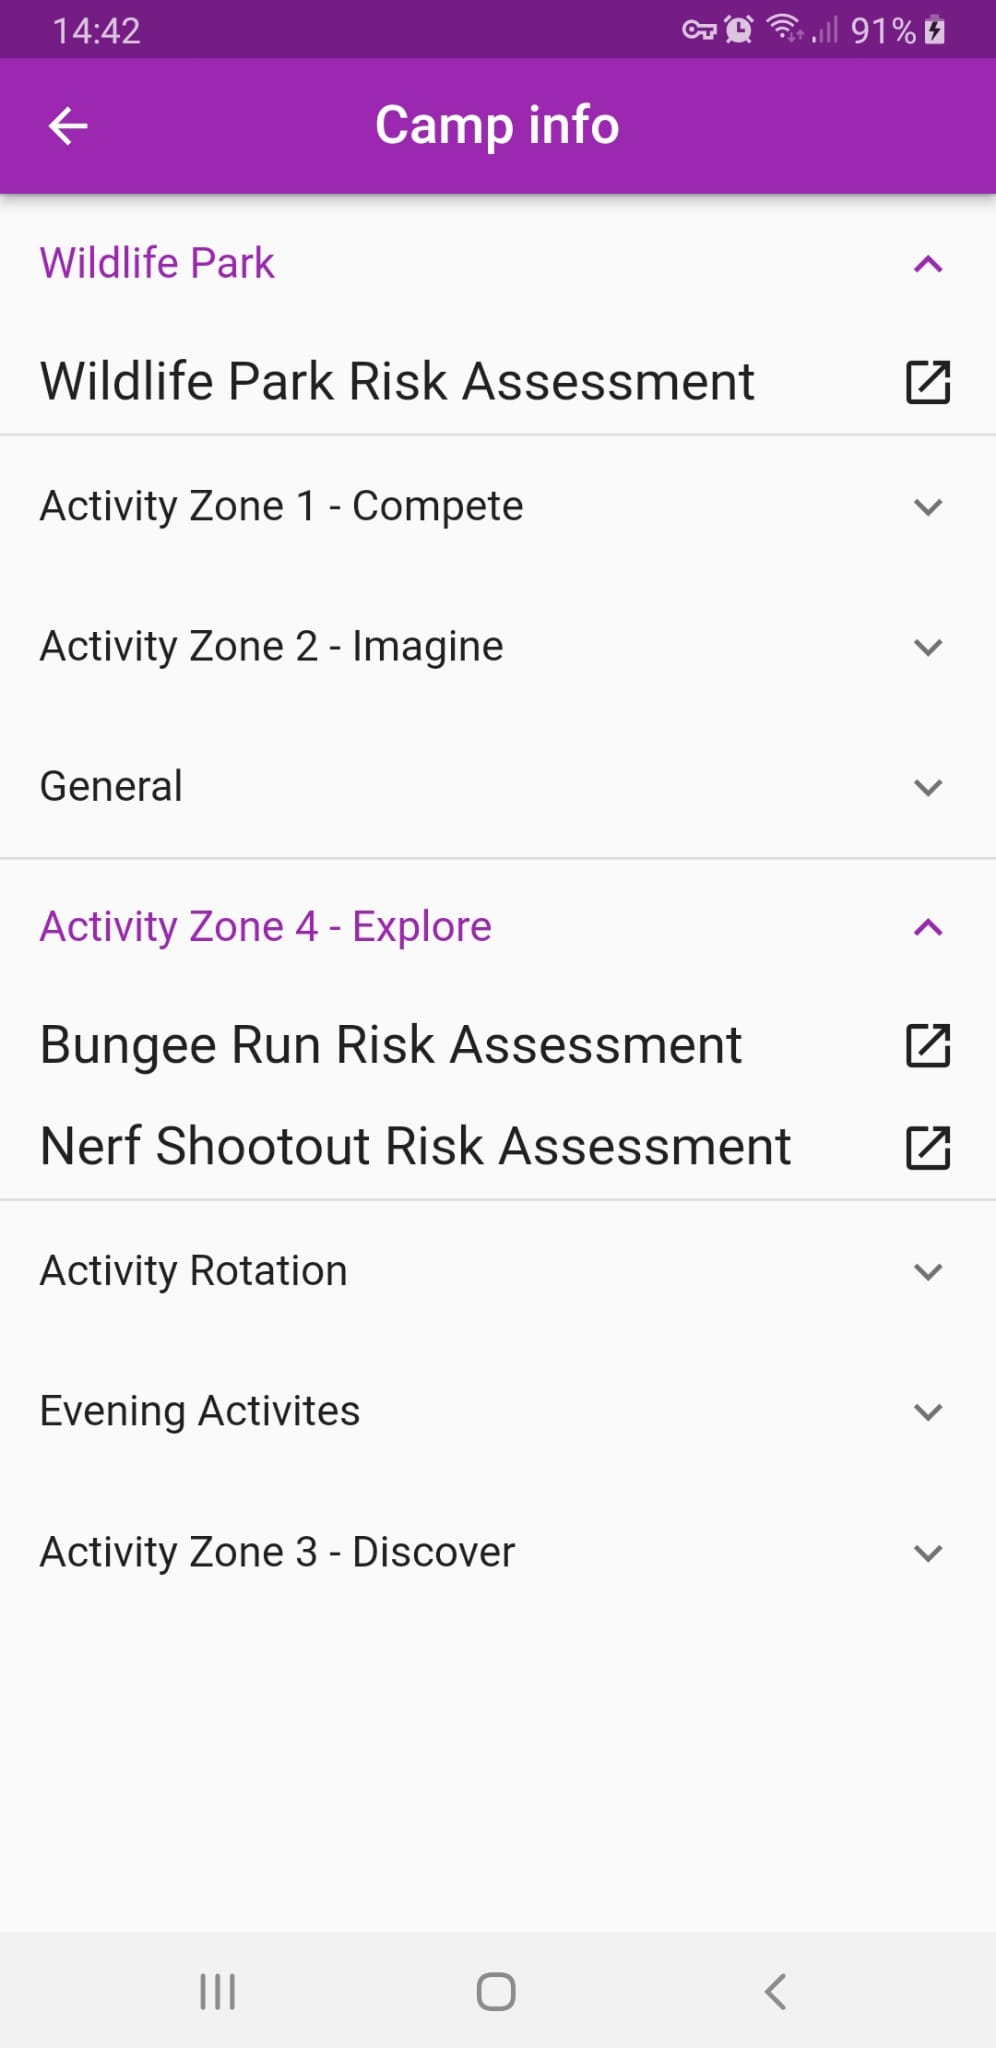 14:42
91%
Camp info
Wildlife Park
Wildlife Park Risk Assessment
Activity Zone 1 - Compete
Activity Zone 2 - Imagine
General
Activity Zone 4 - Explore
Bungee Run Risk Assessment
Nerf Shootout Risk Assessment
Activity Rotation
Evening Activites
Activity Zone 3 - Discover